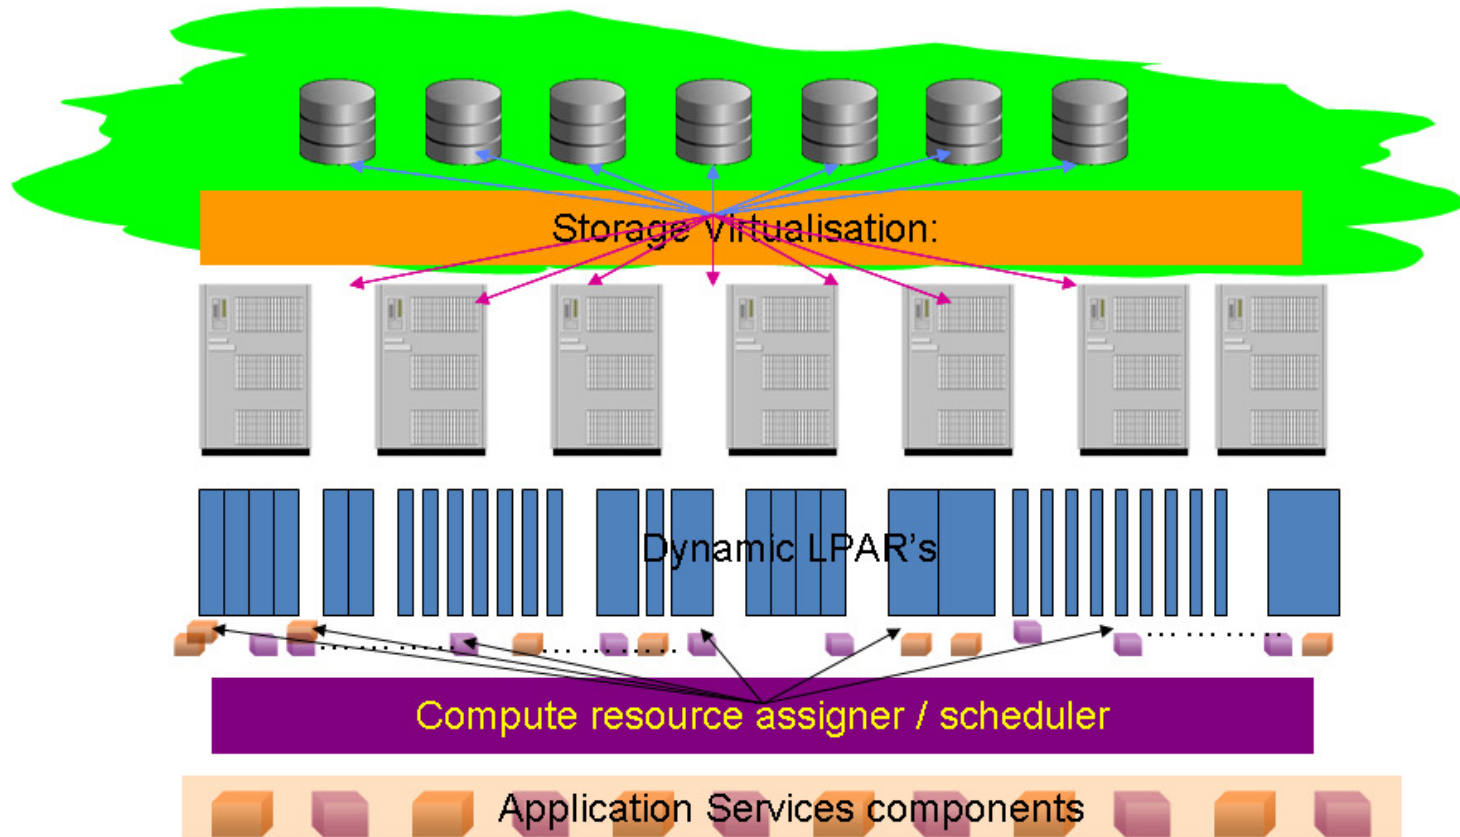 Storage Virtualisation:
Dynamic LPAR's
Compute resource assigner / scheduler
Application Services components